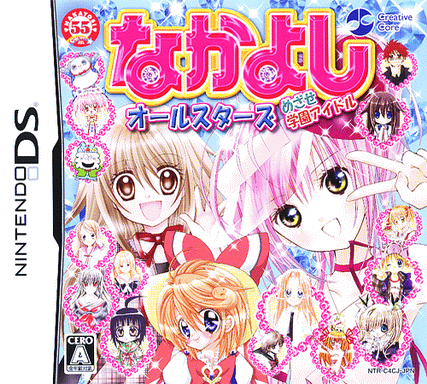 NINTENDO DS
55
Creative
Core
なかよし
オールスターズ
めざせ
学園アイドル
CERO
A
全年齢対象
NTR-C4CJ-JPN